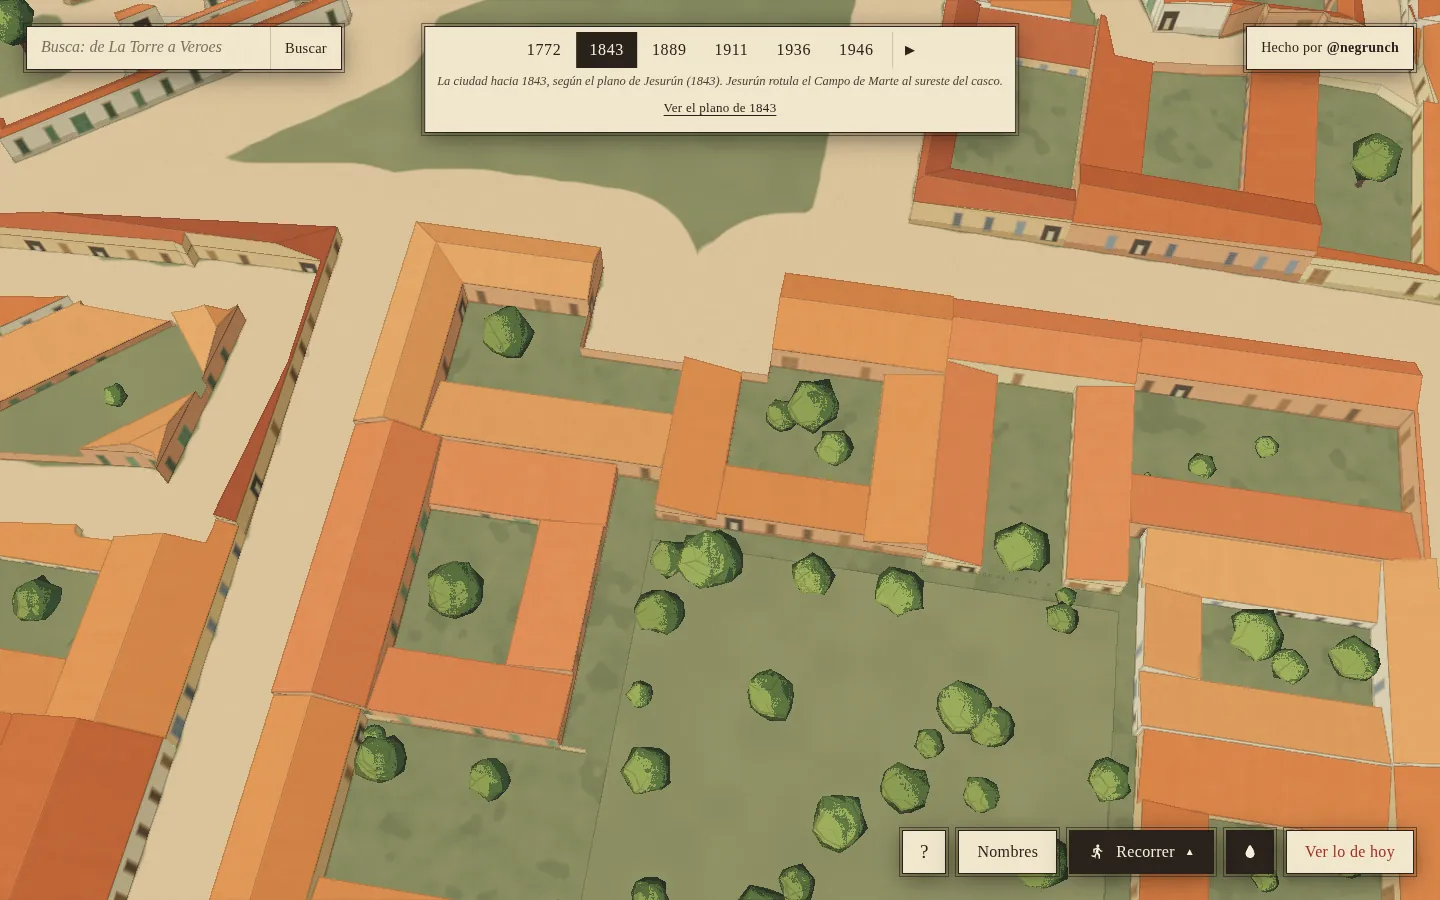 Busca: de La Torre a Veroes
Buscar
1772 1843 1889 1911 1936 1946
La ciudad hacia 1843, según el plano de Jesurún (1843). Jesurún rotula el Campo de Marte al sureste del casco.
Ver el plano de 1843
Hecho por @negrunch
? Nombres Recorrer Ver lo de hoy